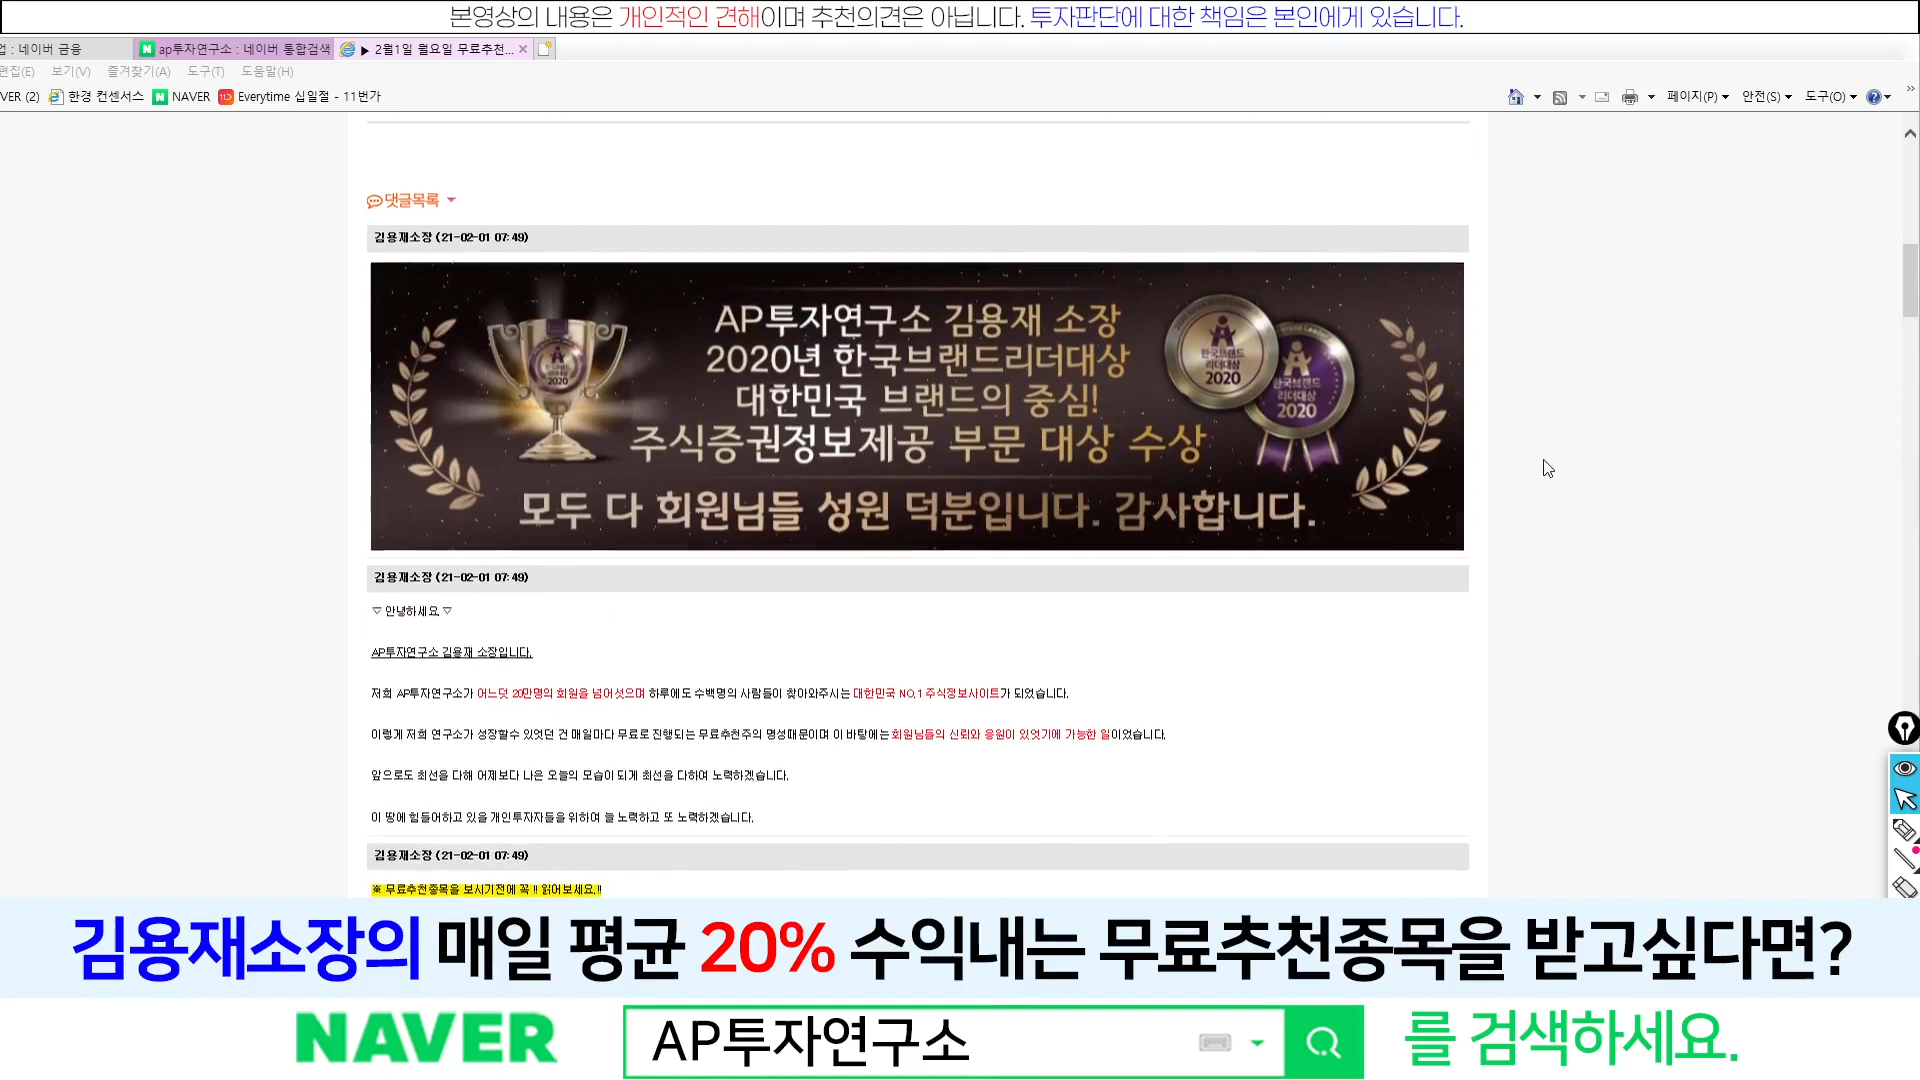 본영상의 내용은 개인적인 견해이며 추천의견은 아닙니다. 투자판단에 대한 책임은 본인에게 있습니다.
: 네이버 금융
ap투자연구소 : 네이버 통합검색
▶ 2월1일 월요일 무료추천...
편집(E) 보기(V) 즐겨찾기(A) 도구(T) 도움말(H)
VER (2) 한경 컨센서스 NAVER Everytime 십일절 - 11번가
페이지(P) 안전(S) 도구(O)
댓글목록
김용재소장 (21-02-01 07:49)
AP투자연구소 김용재 소장
2020년 한국브랜드리더대상
대한민국 브랜드의 중심!
주식증권정보제공 부문 대상 수상
모두 다 회원님들 성원 덕분입니다. 감사합니다.
한국브랜드
리더대상
2020
한국브랜드
리더대상
2020
김용재소장 (21-02-01 07:49)
▽ 안녕하세요 ▽
AP투자연구소 김용재 소장입니다.
저희 AP투자연구소가 어느덧 20만명의 회원을 넘어섯으며 하루에도 수백명의 사람들이 찾아와주시는 대한민국 NO.1 주식정보사이트가 되었습니다.
이렇게 저희 연구소가 성장할수 있엇던 건 매일마다 무료로 진행되는 무료추천주의 명성때문이며 이 바탕에는 회원님들의 신뢰와 응원이 있엇기에 가능한 일이었습니다.
앞으로도 최선을 다해 어제보다 나은 오늘의 모습이 되게 최선을 다하여 노력하겠습니다.
이 땅에 힘들어하고 있을 개인투자자들을 위하여 늘 노력하고 또 노력하겠습니다.
김용재소장 (21-02-01 07:49)
※ 무료추천종목을 보시기전에 꼭 !! 읽어보세요.!!
김용재소장의 매일 평균 20% 수익내는 무료추천종목을 받고싶다면?
NAVER AP투자연구소 를 검색하세요.